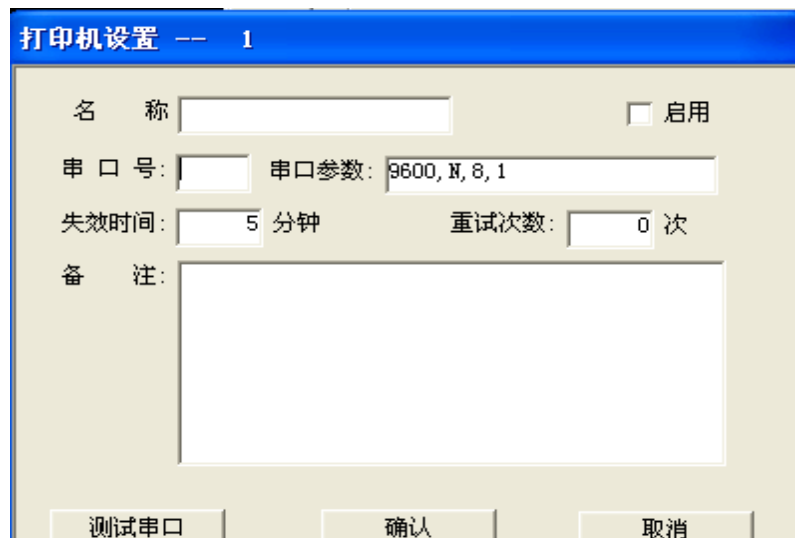 打印机设置 -- 1
名 称 启用
串 口 号: 串口参数: 9600, N, 8, 1
失效时间: 5 分钟 重试次数: 0 次
备 注:
测试串口 确认 取消